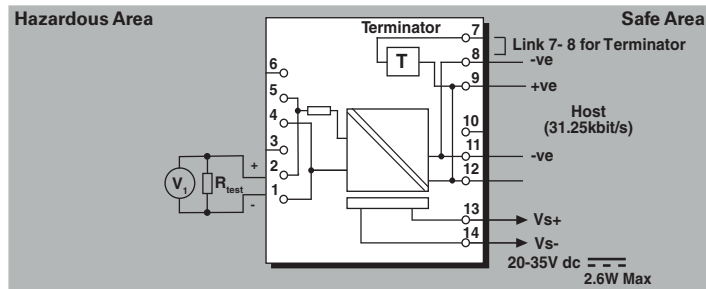 Hazardous Area
Safe Area
Terminator
7
Link 7- 8 for Terminator
8
-ve
T
9
+ve
6
5
4
3
2
1
Host
(31.25kbit/s)
10
11
-ve
12
V1
Rtest
+
-
13
Vs+
14
Vs-
20-35V dc
2.6W Max